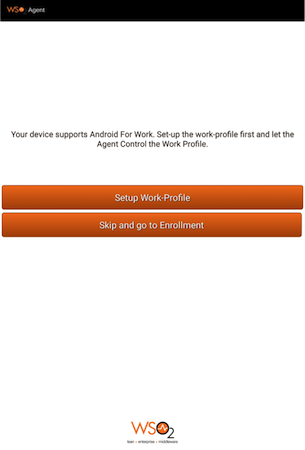 WSO2 Agent
Your device supports Android For Work. Set-up the work-profile first and let the
Agent Control the Work Profile.
Setup Work-Profile
Skip and go to Enrollment
WSO2
lean • enterprise • middleware